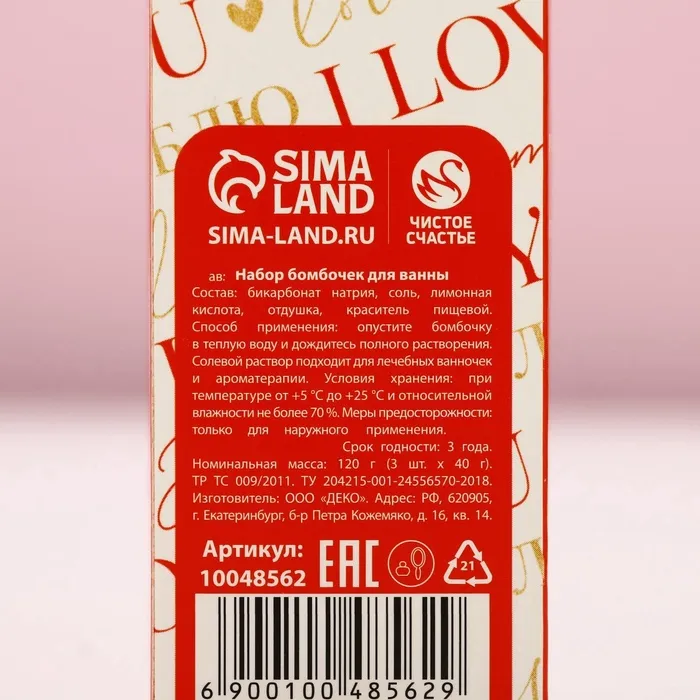 U
I LOV
БЛЮ
SIMA
LAND
SIMA-LAND.RU
ЧИСТОЕ
СЧАСТЬЕ
ав: Набор бомбочек для ванны
Состав: бикарбонат натрия, соль, лимонная
кислота, отдушка, краситель пищевой.
Способ применения: опустите бомбочку
в теплую воду и дождитесь полного растворения.
Солевой раствор подходит для лечебных ванночек
и ароматерапии. Условия хранения: при
температуре от +5 °С до +25 °С и относительной
влажности не более 70 %. Меры предосторожности:
только для наружного применения.
Срок годности: 3 года.
Номинальная масса: 120 г (3 шт. х 40 г).
ТР ТС 009/2011. ТУ 204215-001-24556570-2018.
Изготовитель: ООО «ДЕКО». Адрес: РФ, 620905,
г. Екатеринбург, б-р Петра Кожемяко, д. 16, кв. 14.
Артикул:
10048562
EAC
21
6 900100 485629